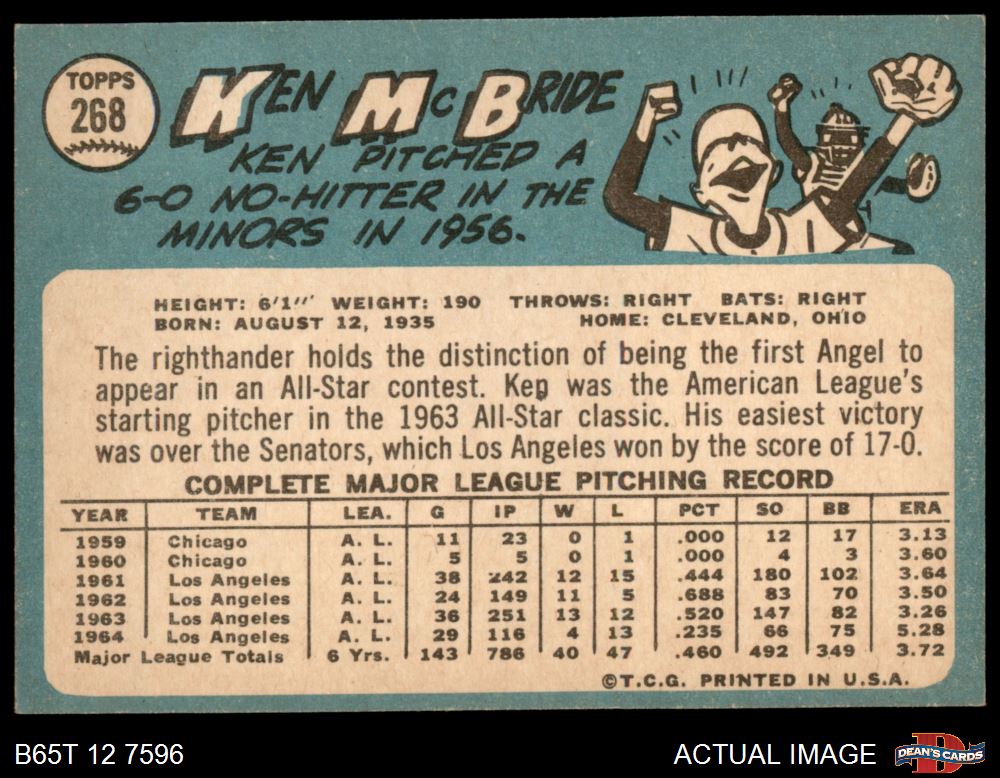 TOPPS
268
KEN McBRIDE
KEN PITCHED A
6-0 NO-HITTER IN THE
MINORS IN 1956.
HEIGHT: 6'1"' WEIGHT: 190 THROWS: RIGHT BATS: RIGHT
BORN: AUGUST 12, 1935 HOME: CLEVELAND, OHIO
The righthander holds the distinction of being the first Angel to
appear in an All-Star contest. Ken was the American League's
starting pitcher in the 1963 All-Star classic. His easiest victory
was over the Senators, which Los Angeles won by the score of 17-0.
COMPLETE MAJOR LEAGUE PITCHING RECORD
YEAR TEAM LEA. G IP W L PCT SO BB ERA
1959 Chicago A. L. 11 23 0 1 .000 12 17 3.13
1960 Chicago A. L. 5 5 0 1 .000 4 3 3.60
1961 Los Angeles A. L. 38 242 12 15 .444 180 102 3.64
1962 Los Angeles A. L. 24 149 11 5 .688 83 70 3.50
1963 Los Angeles A. L. 36 251 13 12 .520 147 82 3.26
1964 Los Angeles A. L. 29 116 4 13 .235 66 75 5.28
Major League Totals 6 Yrs. 143 786 40 47 .460 492 349 3.72
©T.C.G. PRINTED IN U.S.A.
B65T 12 7596 ACTUAL IMAGE
DEAN'S CARDS